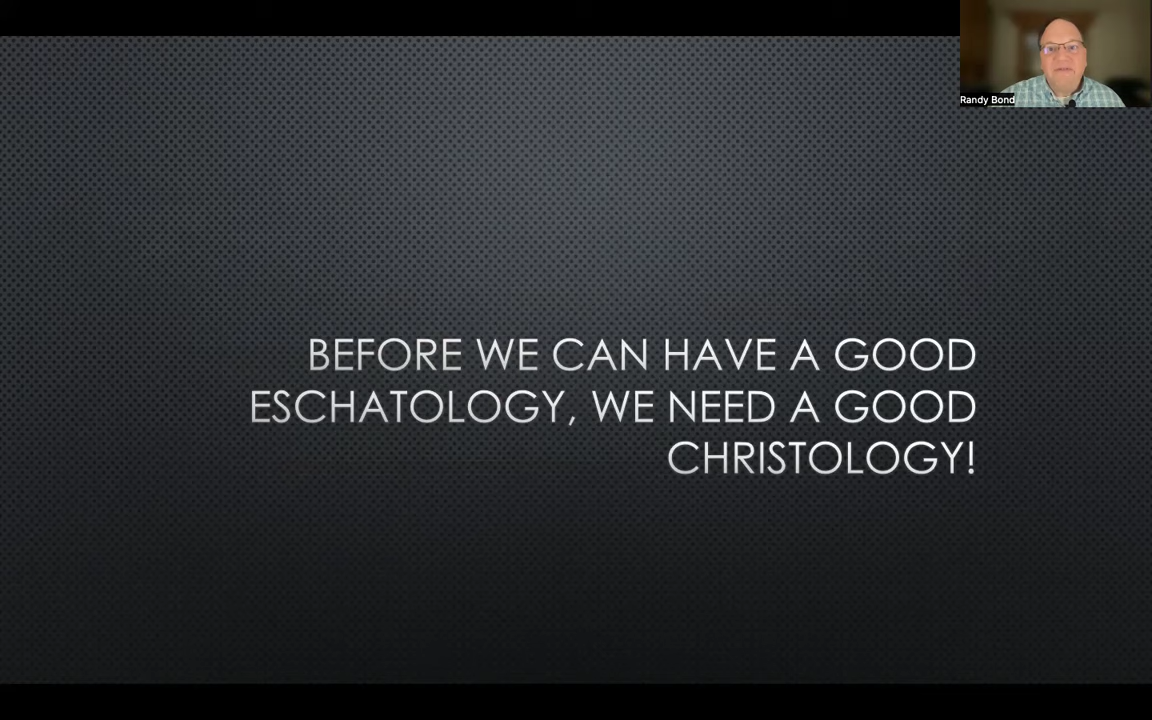 Randy Bond
BEFORE WE CAN HAVE A GOOD
ESCHATOLOGY, WE NEED A GOOD
CHRISTOLOGY!